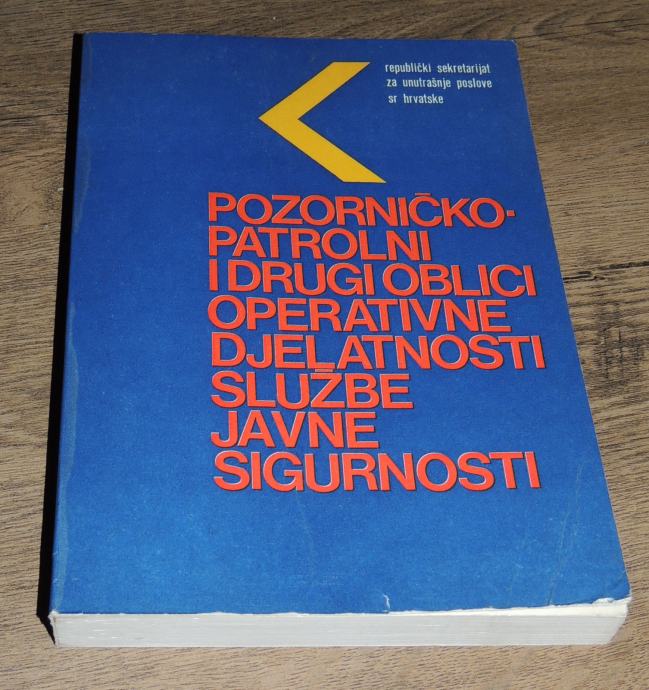 republički sekretarijat
za unutrašnje poslove
sr hrvatske
POZORNIČKO-
PATROLNI
I DRUGI OBLICI
OPERATIVNE
DJELATNOSTI
SLUŽBE
JAVNE
SIGURNOSTI